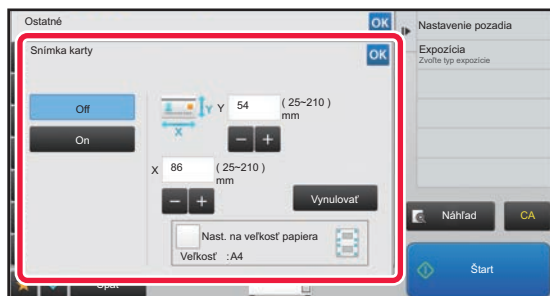 Ostatné
OK
Snímka karty
OK
Off
On
Y
Y
54
( 25~210 )
mm
X
X
86
( 25~210 )
mm
Vynulovať
Nast. na veľkosť papiera
Veľkosť :A4
Nastavenie pozadia
Expozícia
Zvoľte typ expozície
Náhľad
CA
Štart